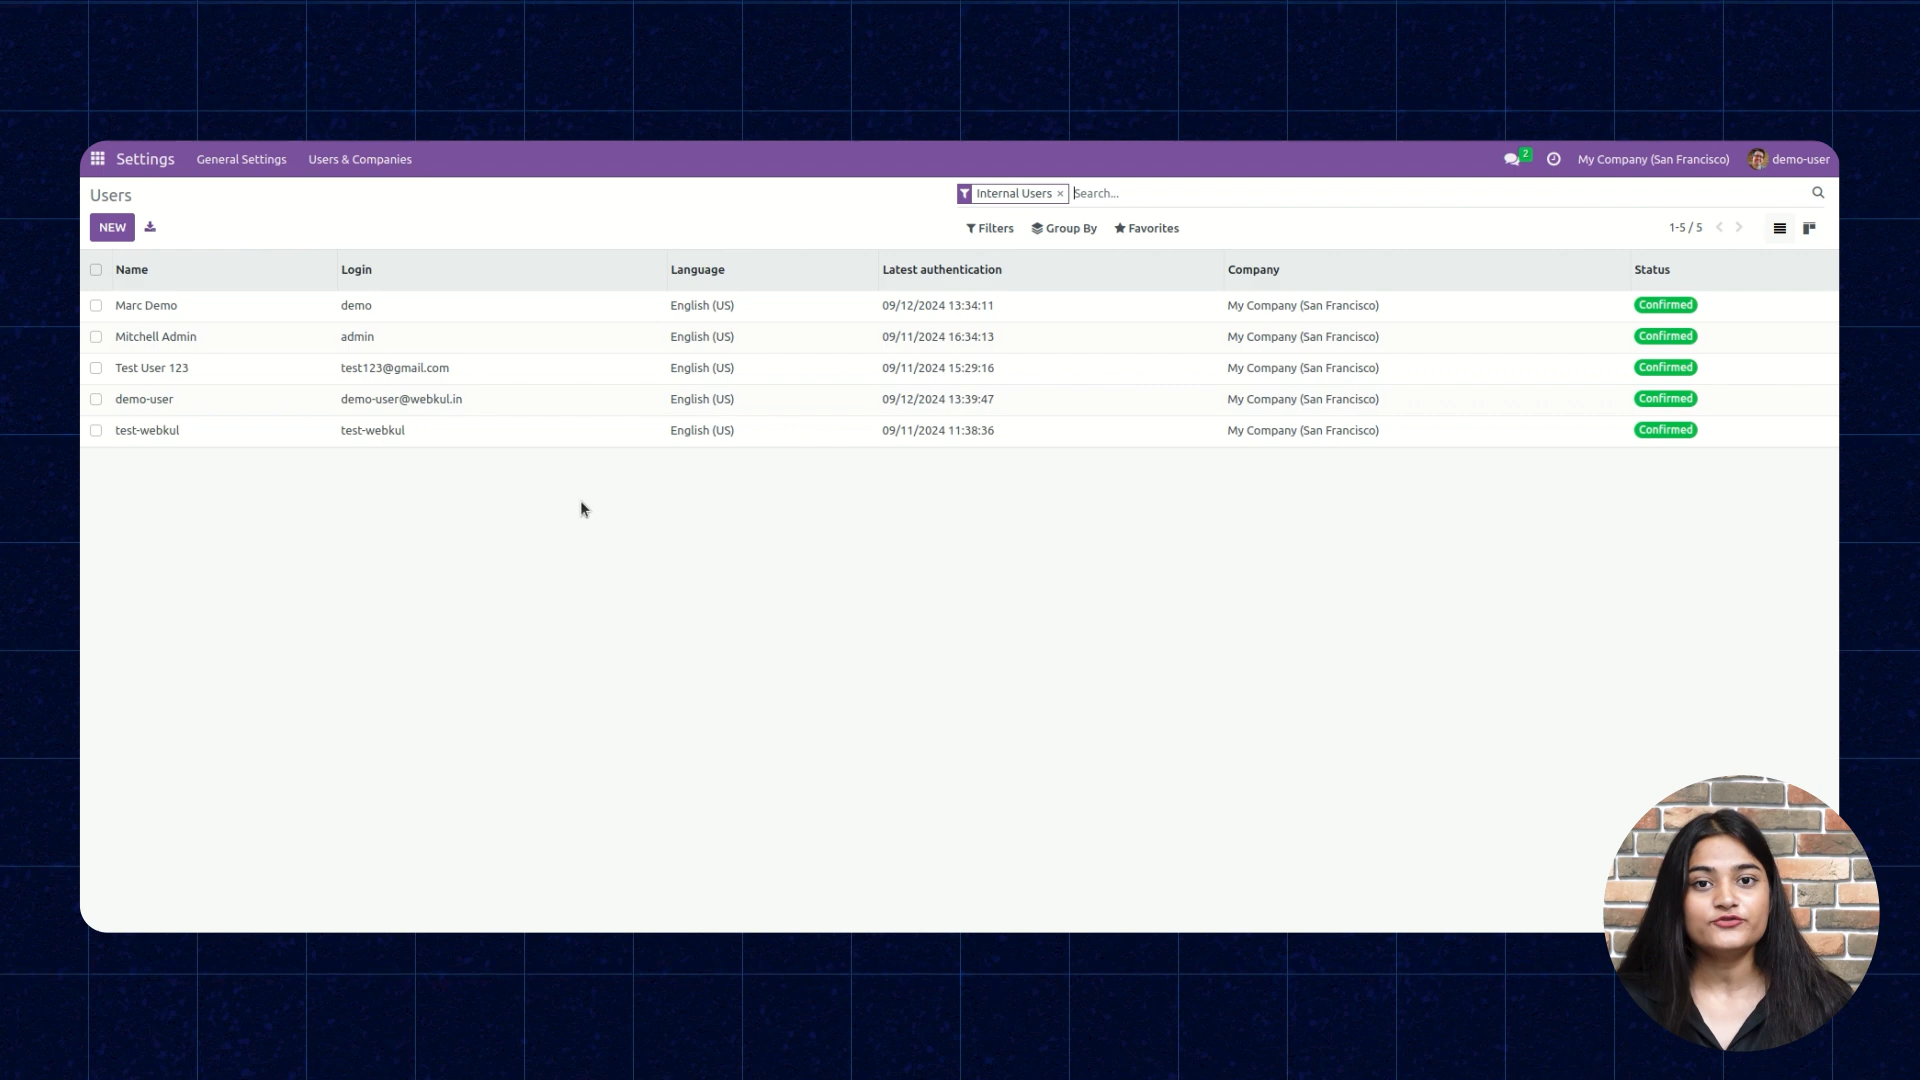 Settings General Settings Users & Companies 2 My Company (San Francisco) demo-user
Users Internal Users × Search...
NEW Filters Group By Favorites 1-5 / 5
Name Login Language Latest authentication Company Status
Marc Demo demo English (US) 09/12/2024 13:34:11 My Company (San Francisco) Confirmed
Mitchell Admin admin English (US) 09/11/2024 16:34:13 My Company (San Francisco) Confirmed
Test User 123 test123@gmail.com English (US) 09/11/2024 15:29:16 My Company (San Francisco) Confirmed
demo-user demo-user@webkul.in English (US) 09/12/2024 13:39:47 My Company (San Francisco) Confirmed
test-webkul test-webkul English (US) 09/11/2024 11:38:36 My Company (San Francisco) Confirmed